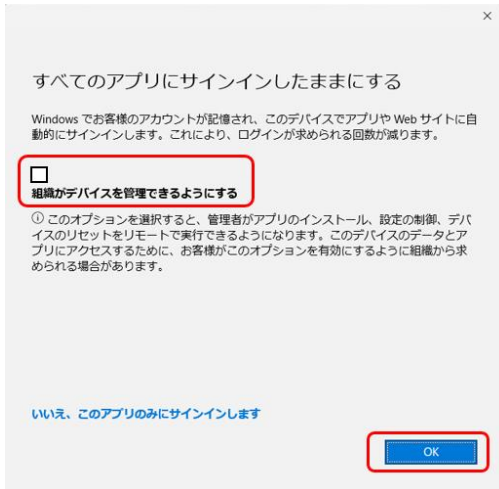 すべてのアプリにサインインしたままにする
Windows でお客様のアカウントが記憶され、このデバイスでアプリや Web サイトに自
動的にサインインします。これにより、ログインが求められる回数が減ります。
組織がデバイスを管理できるようにする
ⓘ このオプションを選択すると、管理者がアプリのインストール、設定の制御、デバ
イスのリセットをリモートで実行できるようになります。このデバイスのデータとア
プリにアクセスするために、お客様がこのオプションを有効にするように組織から求
められる場合があります。
いいえ、このアプリのみにサインインします
OK